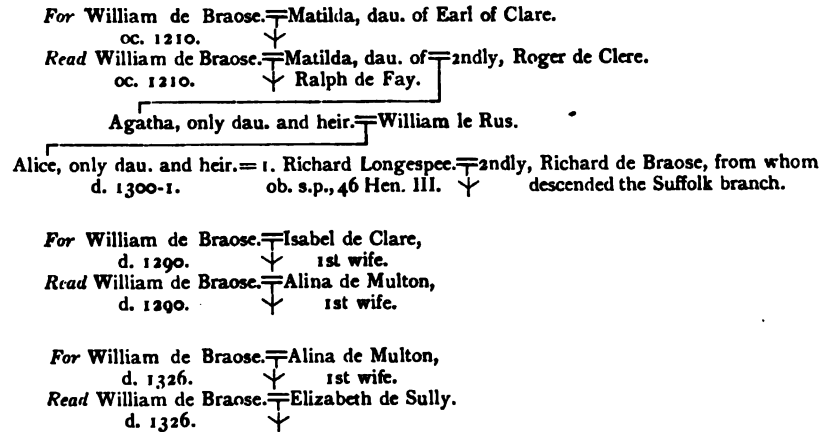 For William de Braose.=Matilda, dau. of Earl of Clare.
oc. 1210.
Read William de Braose.=Matilda, dau. of=2ndly, Roger de Clere.
oc. 1210. Ralph de Fay.
Agatha, only dau. and heir.=William le Rus.
Alice, only dau. and heir.= 1. Richard Longespee.=2ndly, Richard de Braose, from whom
d. 1300-1. ob. s.p., 46 Hen. III. descended the Suffolk branch.
For William de Braose.=Isabel de Clare,
d. 1290. 1st wife.
Read William de Braose.=Alina de Multon,
d. 1290. 1st wife.
For William de Braose.=Alina de Multon,
d. 1326. 1st wife.
Read William de Braose.=Elizabeth de Sully.
d. 1326.